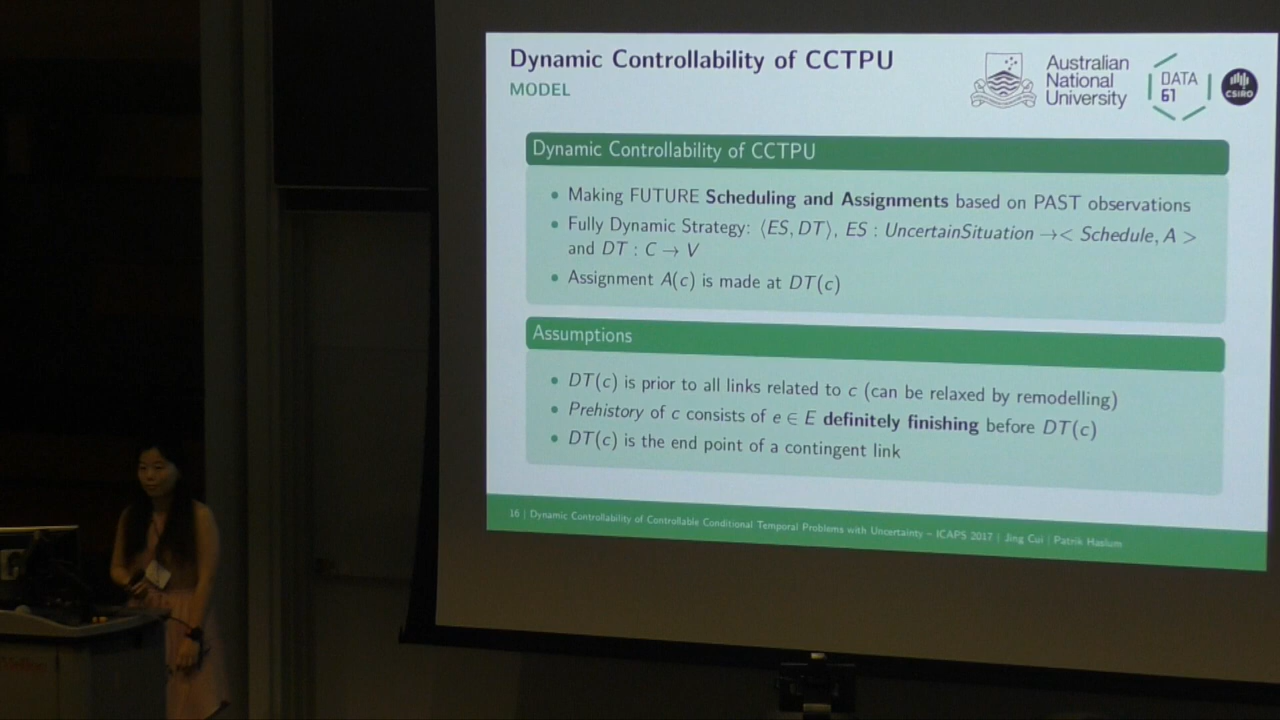 Dynamic Controllability of CCTPU
MODEL
Australian
National
University
DATA
61
CSIRO
Dynamic Controllability of CCTPU
• Making FUTURE Scheduling and Assignments based on PAST observations
• Fully Dynamic Strategy: ⟨ES, DT⟩, ES : UncertainSituation →< Schedule, A >
and DT : C → V
• Assignment A(c) is made at DT(c)
Assumptions
• DT(c) is prior to all links related to c (can be relaxed by remodelling)
• Prehistory of c consists of e ∈ E definitely finishing before DT(c)
• DT(c) is the end point of a contingent link
16 | Dynamic Controllability of Controllable Conditional Temporal Problems with Uncertainty – ICAPS 2017 | Jing Cui | Patrik Haslum